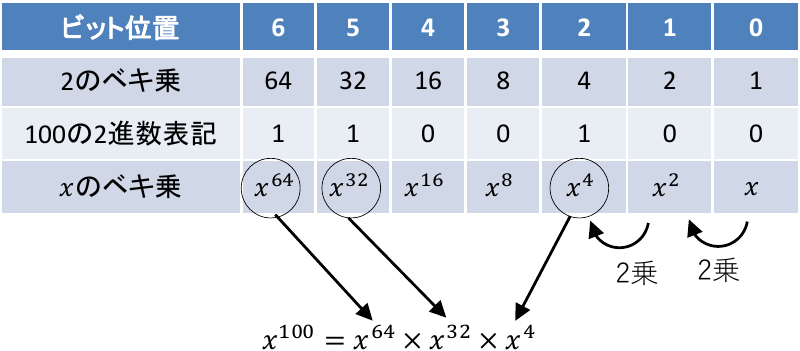 ビット位置 6 5 4 3 2 1 0
2のベキ乗 64 32 16 8 4 2 1
100の2進数表記 1 1 0 0 1 0 0
xのベキ乗 x^64 x^32 x^16 x^8 x^4 x^2 x
2乗 2乗
x^100 = x^64 × x^32 × x^4